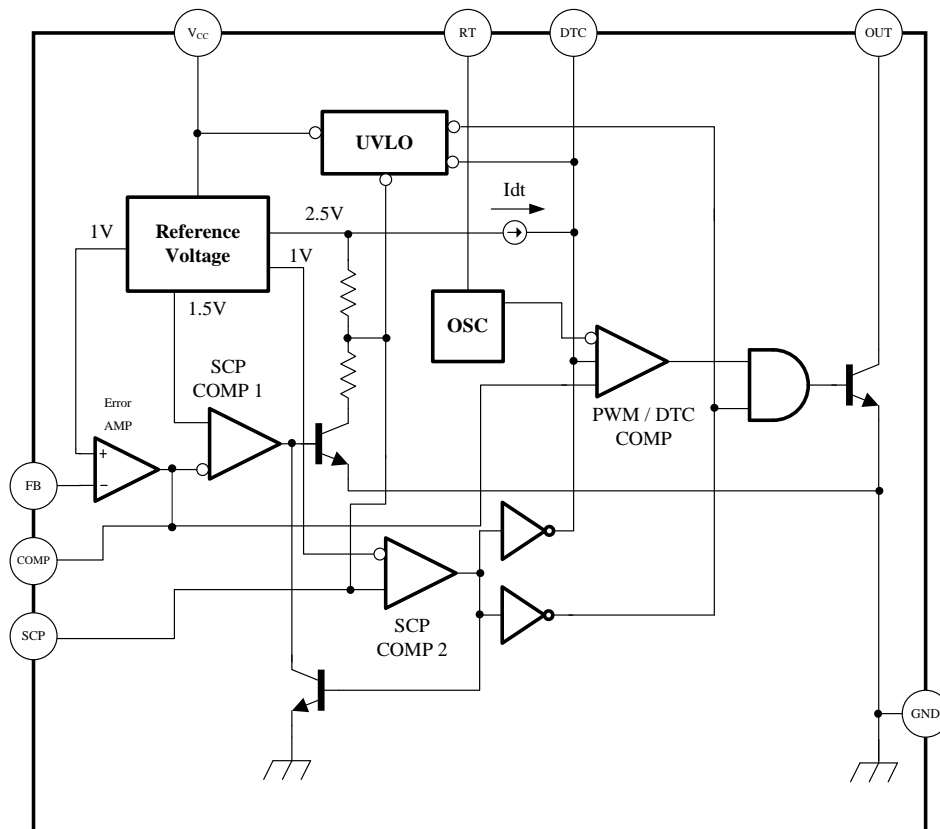 V_CC
RT
DTC
OUT
UVLO
Idt
2.5V
1V
Reference
Voltage
1V
1.5V
OSC
SCP
COMP 1
PWM / DTC
COMP
Error
AMP
+
−
FB
COMP
SCP
SCP
COMP 2
GND